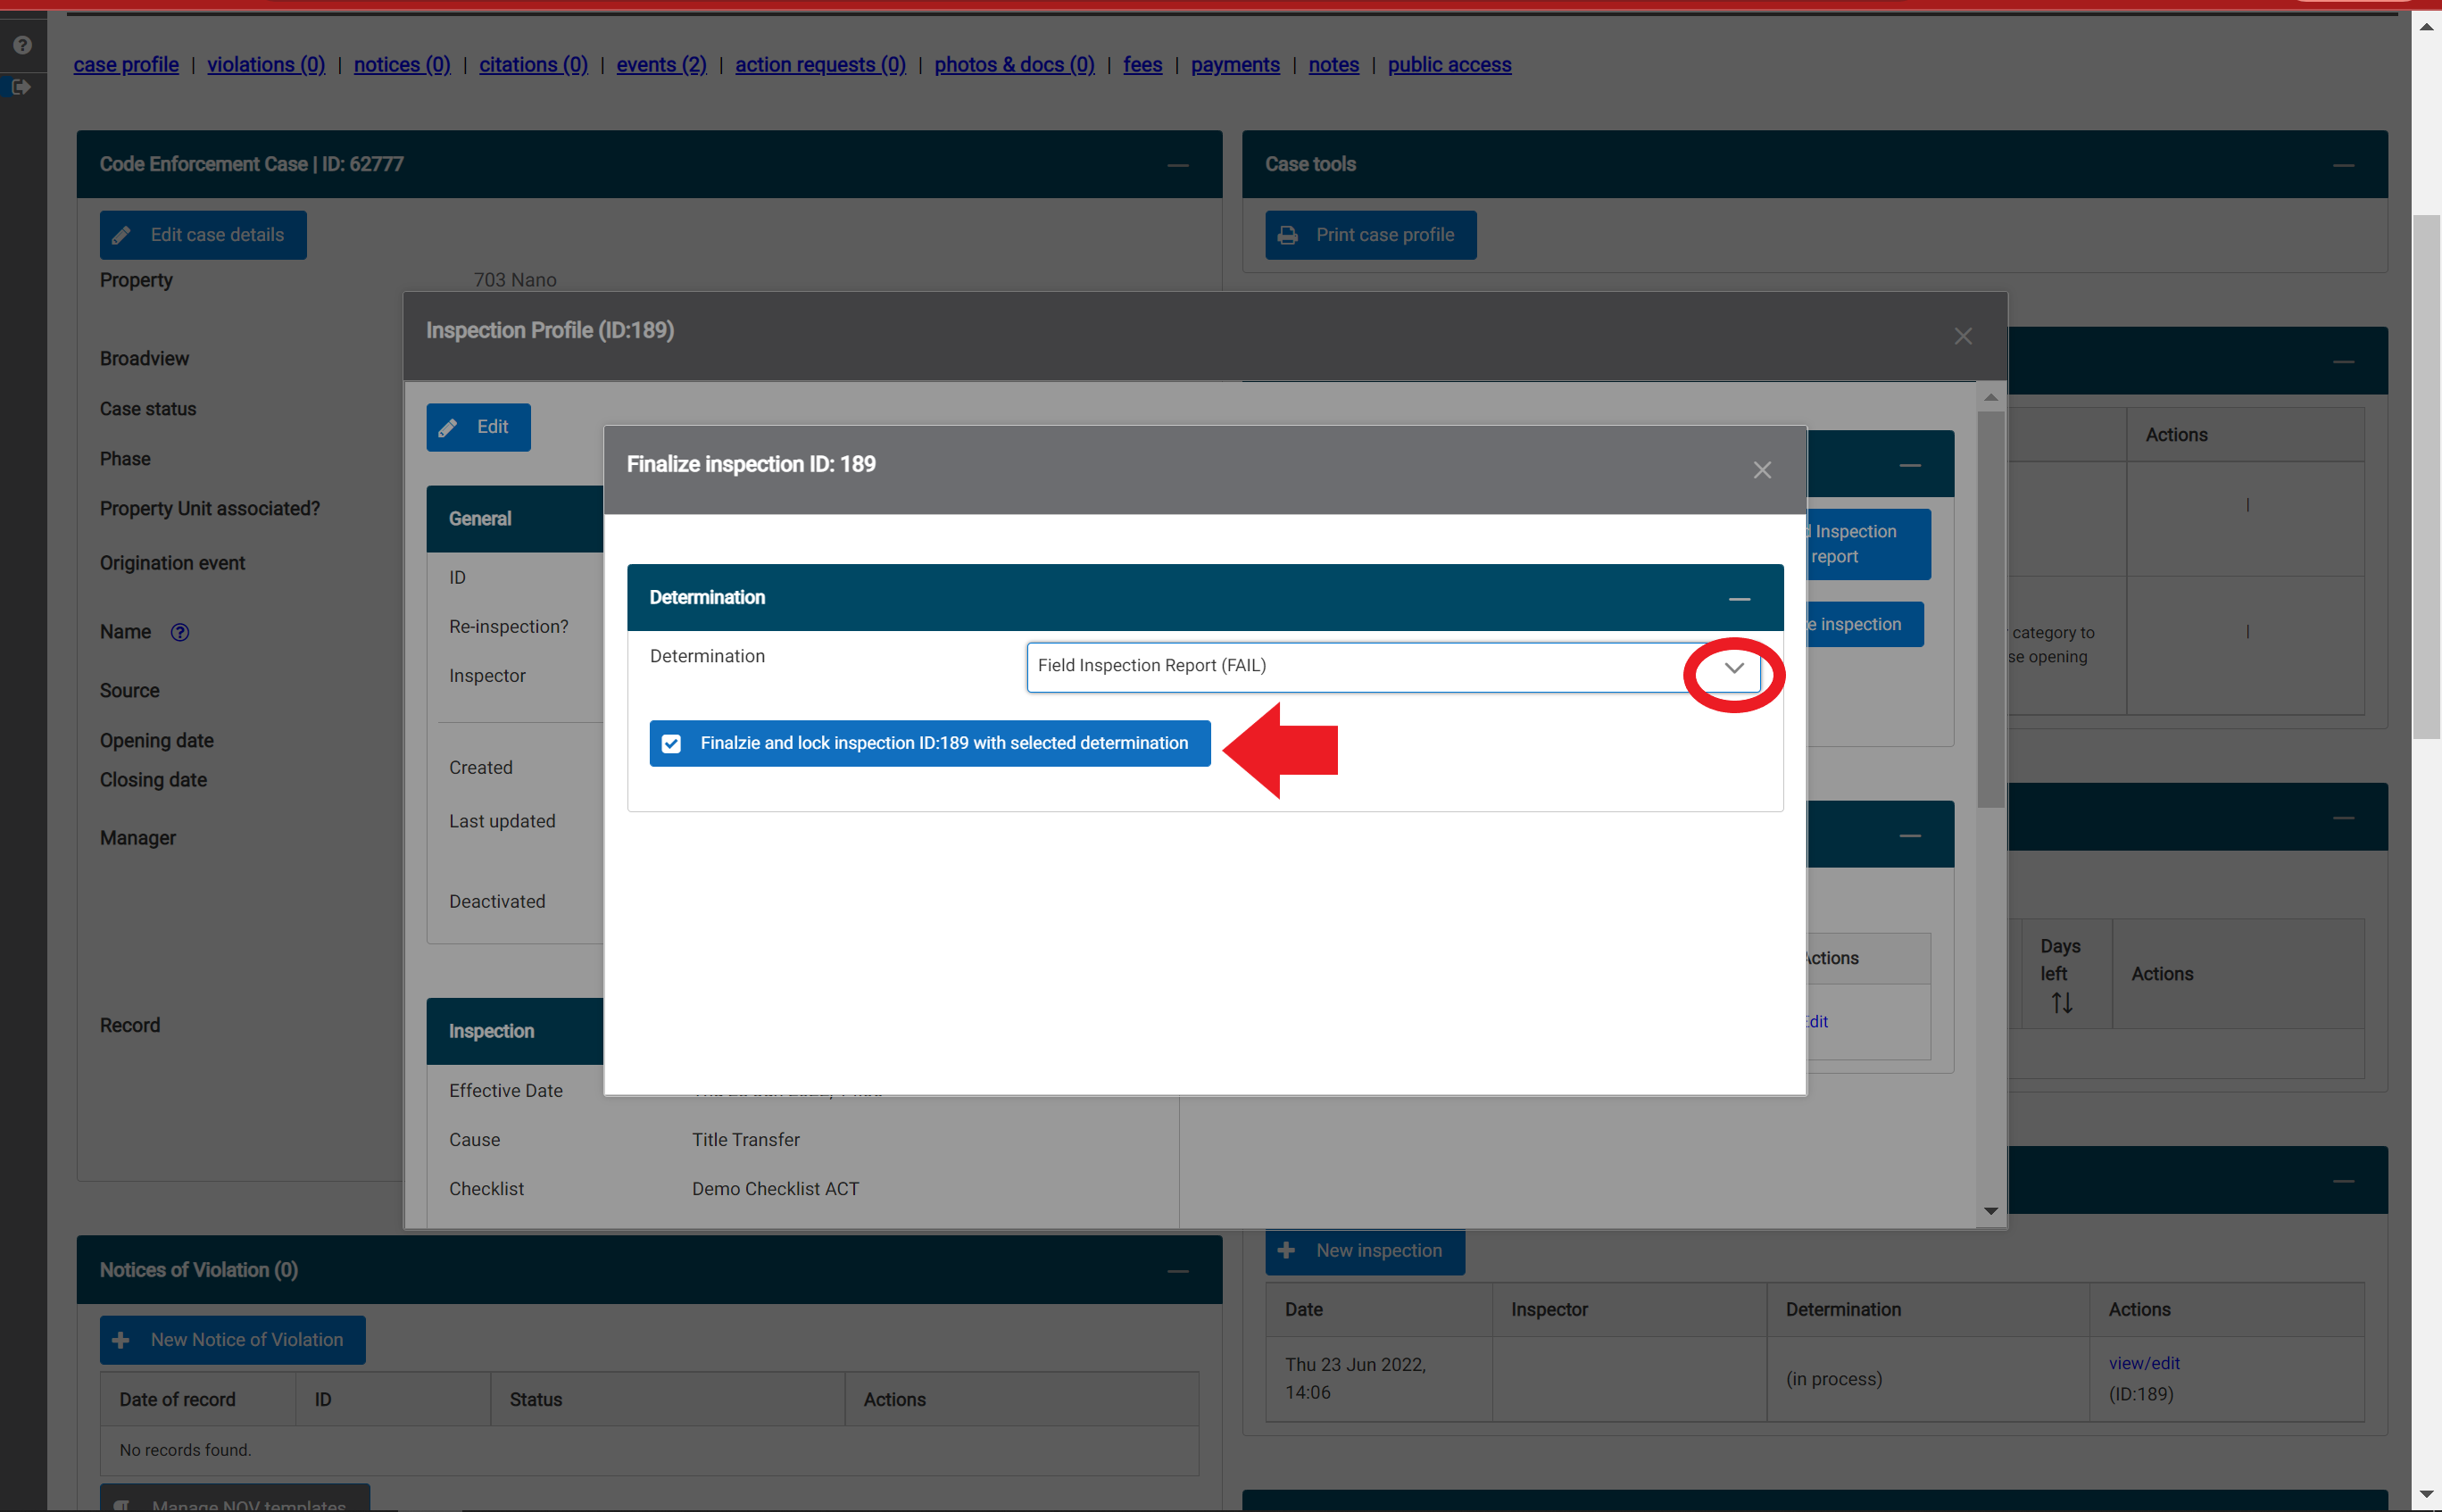 case profile | violations (0) | notices (0) | citations (0) | events (2) | action requests (0) | photos & docs (0) | fees | payments | notes | public access
Code Enforcement Case | ID: 62777
Edit case details
Property 703 Nano
Broadview
Case status
Phase
Property Unit associated?
Origination event
Name
Source
Opening date
Closing date
Manager
Record
Case tools
Print case profile
Inspection Profile (ID:189)
Edit
General
ID
Re-inspection?
Inspector
Created
Last updated
Deactivated
Inspection
Effective Date
Cause Title Transfer
Checklist Demo Checklist ACT
Finalize inspection ID: 189
Determination
Determination Field Inspection Report (FAIL)
Finalzie and lock inspection ID:189 with selected determination
Inspection
report
inspection
Actions
Edit
Actions
|
category to |
opening
Days
left Actions
Notices of Violation (0)
New Notice of Violation
Date of record ID Status Actions
No records found.
Manage NOV templates
New inspection
Date Inspector Determination Actions
Thu 23 Jun 2022, (in process) view/edit
14:06 (ID:189)